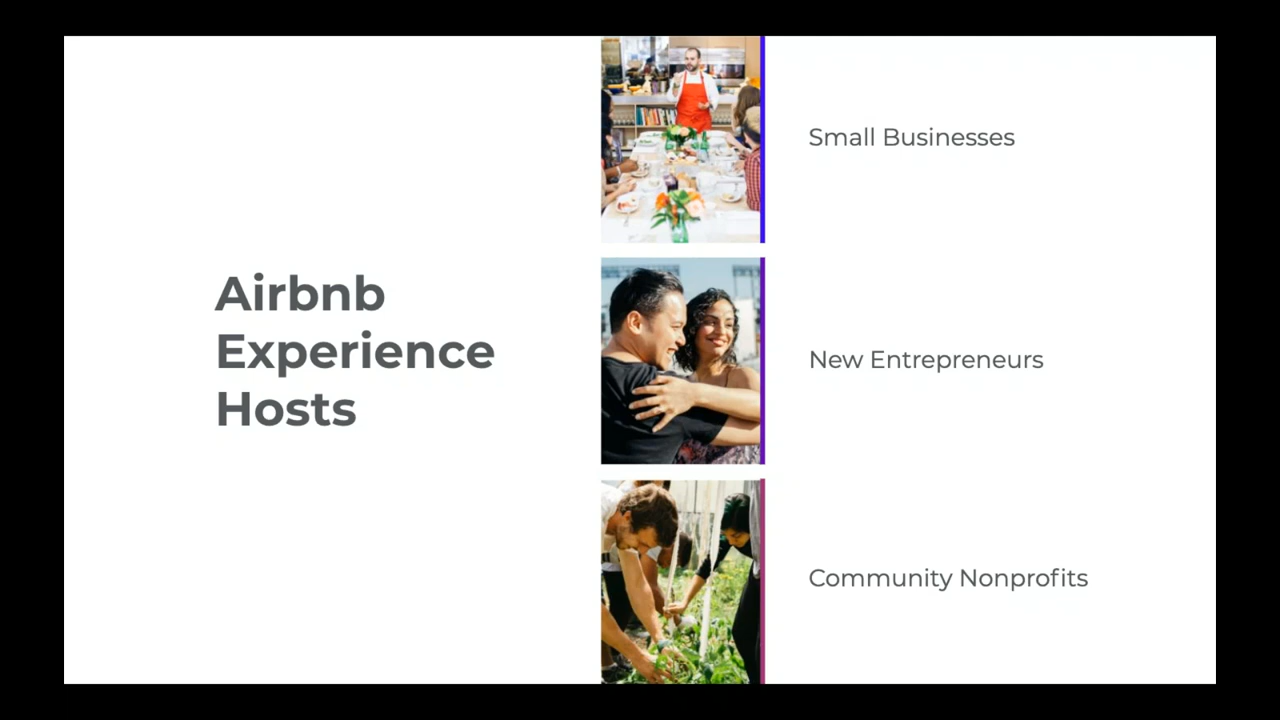 Airbnb
Experience
Hosts
Small Businesses
New Entrepreneurs
Community Nonprofits